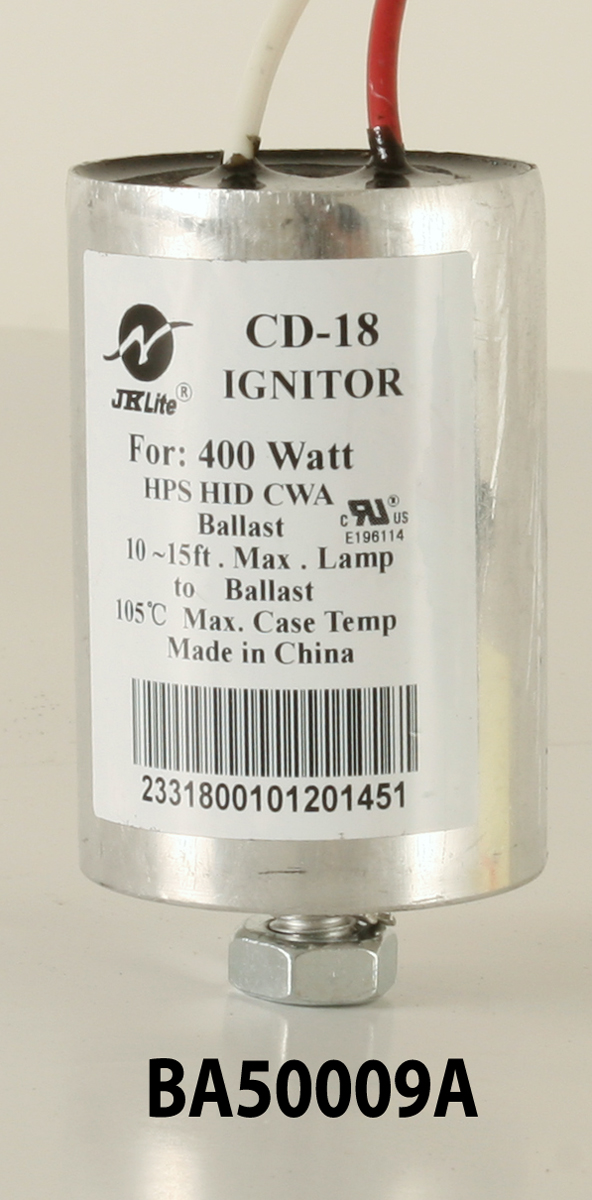 CD-18
IGNITOR
JKLite®
For: 400 Watt
HPS HID CWA
Ballast
c RU® US
E196114
10~15ft . Max . Lamp
to Ballast
105℃ Max. Case Temp
Made in China
2331800101201451
BA50009A